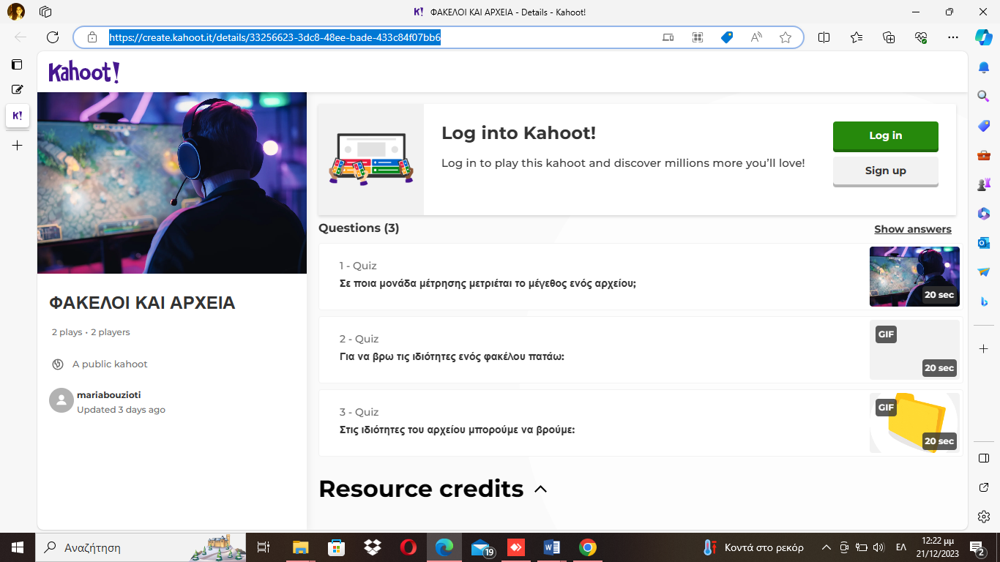 ΦΑΚΕΛΟΙ ΚΑΙ ΑΡΧΕΙΑ - Details - Kahoot!
https://create.kahoot.it/details/33256623-3dc8-48ee-bade-433c84f07bb6
Kahoot!
K!
Log into Kahoot!
Log in to play this kahoot and discover millions more you'll love!
Log in
Sign up
ΦΑΚΕΛΟΙ ΚΑΙ ΑΡΧΕΙΑ
2 plays · 2 players
A public kahoot
mariabouzioti
Updated 3 days ago
Questions (3)
Show answers
1 - Quiz
Σε ποια μονάδα μέτρησης μετριέται το μέγεθος ενός αρχείου;
20 sec
2 - Quiz
Για να βρω τις ιδιότητες ενός φακέλου πατάω:
GIF
20 sec
3 - Quiz
Στις ιδιότητες του αρχείου μπορούμε να βρούμε:
GIF
20 sec
Resource credits
Αναζήτηση
19
Κοντά στο ρεκόρ
ΕΛ
12:22 μμ
21/12/2023
2